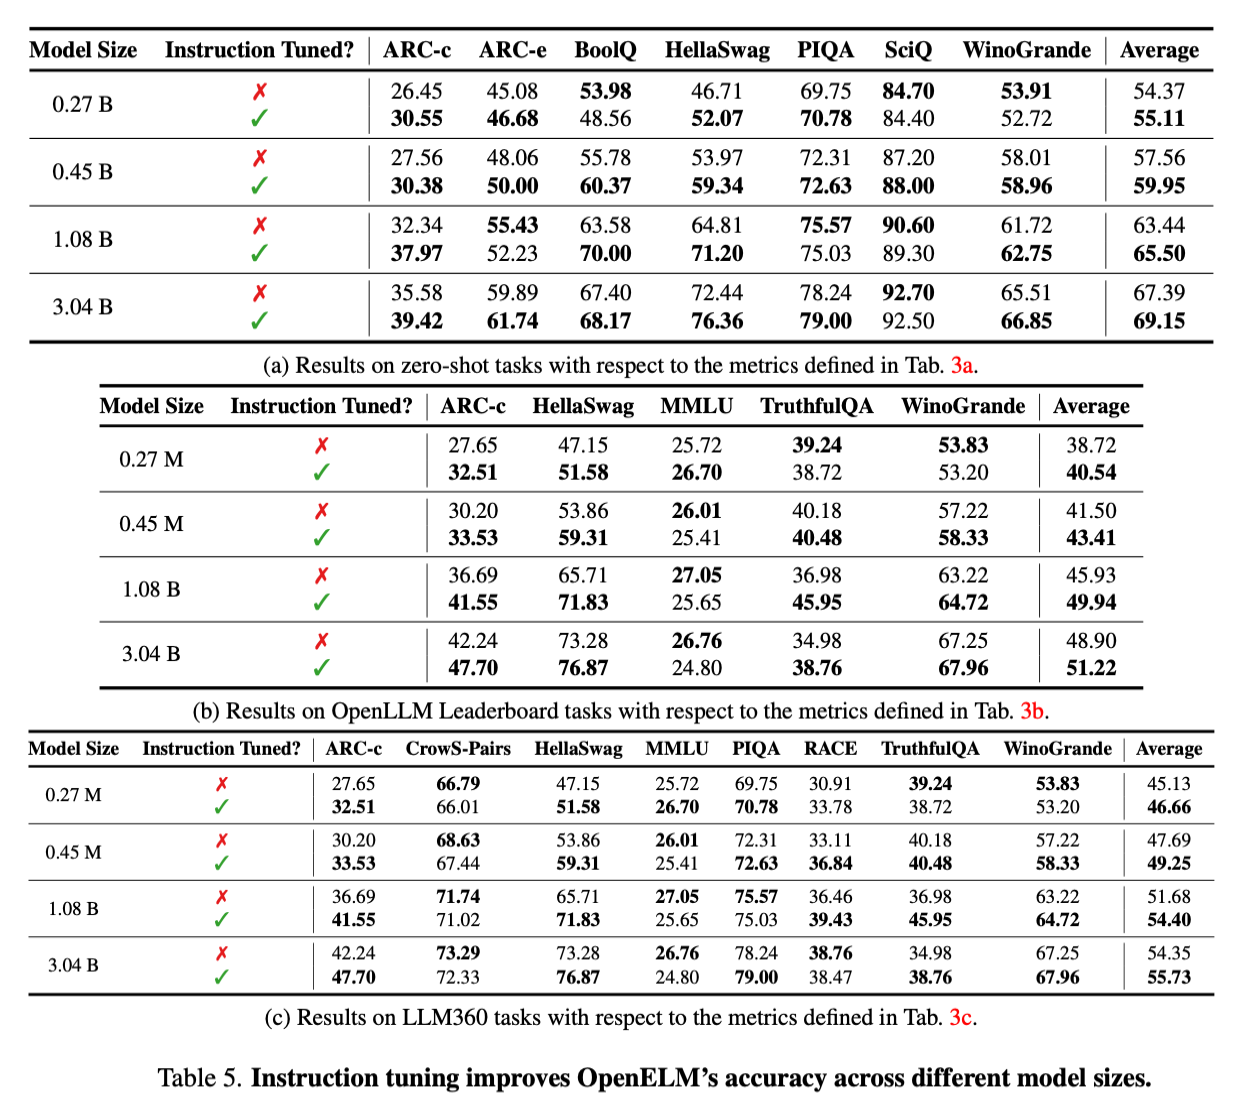 Model Size Instruction Tuned? ARC-c ARC-e BoolQ HellaSwag PIQA SciQ WinoGrande Average
0.27 B ✗ 26.45 45.08 53.98 46.71 69.75 84.70 53.91 54.37
✓ 30.55 46.68 48.56 52.07 70.78 84.40 52.72 55.11
0.45 B ✗ 27.56 48.06 55.78 53.97 72.31 87.20 58.01 57.56
✓ 30.38 50.00 60.37 59.34 72.63 88.00 58.96 59.95
1.08 B ✗ 32.34 55.43 63.58 64.81 75.57 90.60 61.72 63.44
✓ 37.97 52.23 70.00 71.20 75.03 89.30 62.75 65.50
3.04 B ✗ 35.58 59.89 67.40 72.44 78.24 92.70 65.51 67.39
✓ 39.42 61.74 68.17 76.36 79.00 92.50 66.85 69.15
(a) Results on zero-shot tasks with respect to the metrics defined in Tab. 3a.
Model Size Instruction Tuned? ARC-c HellaSwag MMLU TruthfulQA WinoGrande Average
0.27 M ✗ 27.65 47.15 25.72 39.24 53.83 38.72
✓ 32.51 51.58 26.70 38.72 53.20 40.54
0.45 M ✗ 30.20 53.86 26.01 40.18 57.22 41.50
✓ 33.53 59.31 25.41 40.48 58.33 43.41
1.08 B ✗ 36.69 65.71 27.05 36.98 63.22 45.93
✓ 41.55 71.83 25.65 45.95 64.72 49.94
3.04 B ✗ 42.24 73.28 26.76 34.98 67.25 48.90
✓ 47.70 76.87 24.80 38.76 67.96 51.22
(b) Results on OpenLLM Leaderboard tasks with respect to the metrics defined in Tab. 3b.
Model Size Instruction Tuned? ARC-c CrowS-Pairs HellaSwag MMLU PIQA RACE TruthfulQA WinoGrande Average
0.27 M ✗ 27.65 66.79 47.15 25.72 69.75 30.91 39.24 53.83 45.13
✓ 32.51 66.01 51.58 26.70 70.78 33.78 38.72 53.20 46.66
0.45 M ✗ 30.20 68.63 53.86 26.01 72.31 33.11 40.18 57.22 47.69
✓ 33.53 67.44 59.31 25.41 72.63 36.84 40.48 58.33 49.25
1.08 B ✗ 36.69 71.74 65.71 27.05 75.57 36.46 36.98 63.22 51.68
✓ 41.55 71.02 71.83 25.65 75.03 39.43 45.95 64.72 54.40
3.04 B ✗ 42.24 73.29 73.28 26.76 78.24 38.76 34.98 67.25 54.35
✓ 47.70 72.33 76.87 24.80 79.00 38.47 38.76 67.96 55.73
(c) Results on LLM360 tasks with respect to the metrics defined in Tab. 3c.
Table 5. Instruction tuning improves OpenELM's accuracy across different model sizes.